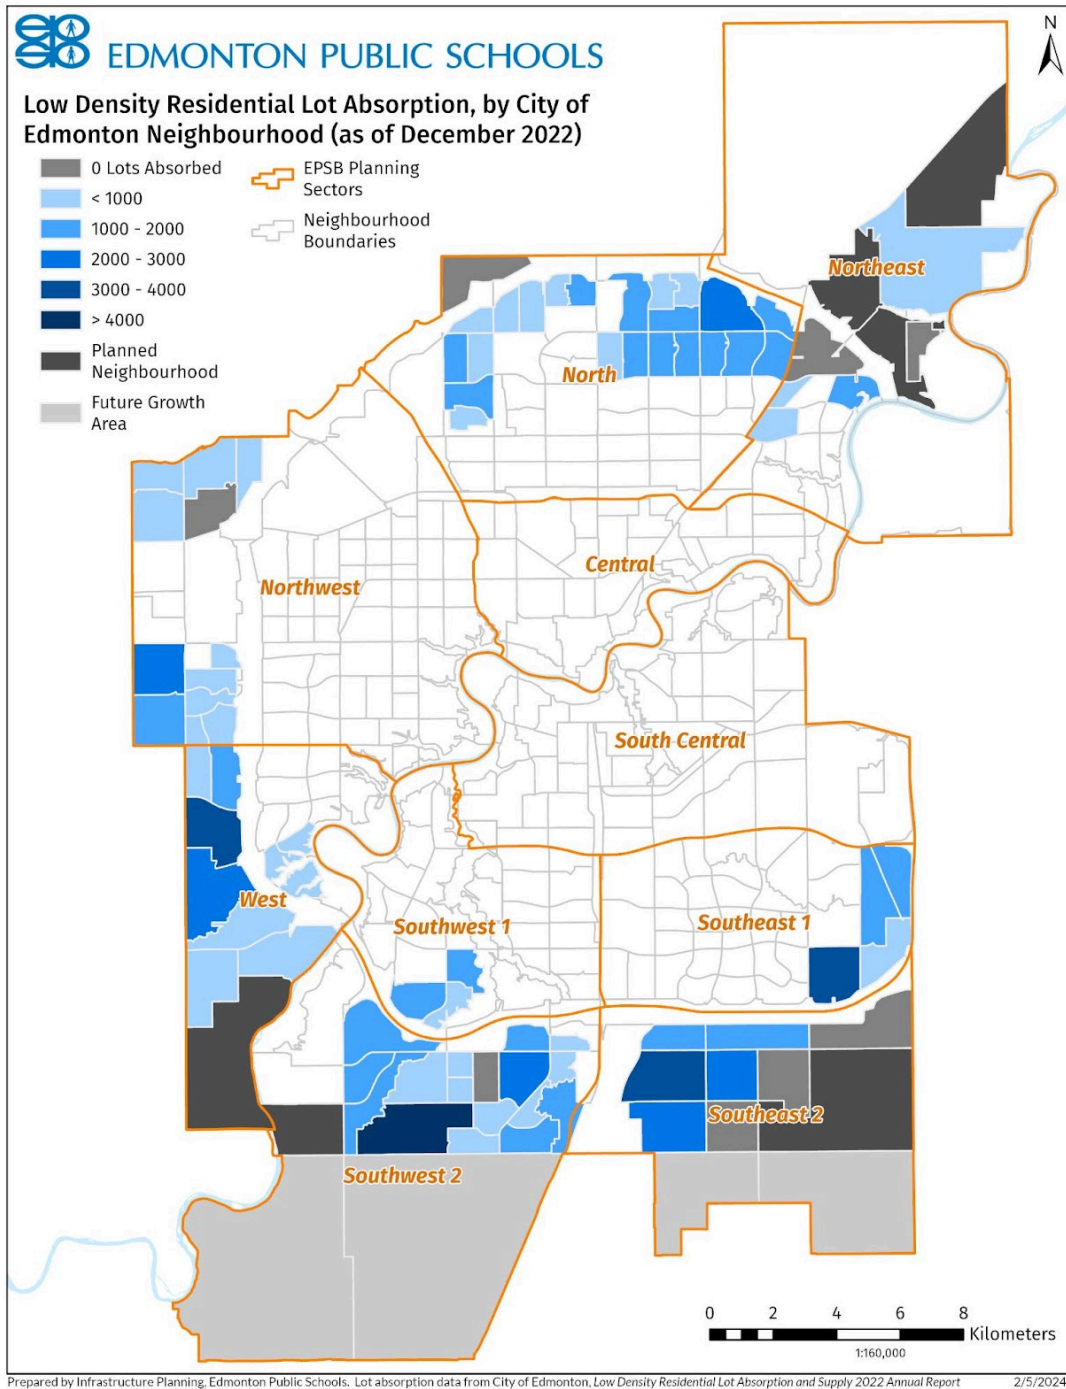 EDMONTON PUBLIC SCHOOLS
N
Low Density Residential Lot Absorption, by City of
Edmonton Neighbourhood (as of December 2022)
0 Lots Absorbed
< 1000
1000 - 2000
2000 - 3000
3000 - 4000
> 4000
Planned
Neighbourhood
Future Growth
Area
EPSB Planning
Sectors
Neighbourhood
Boundaries
Northeast
North
Central
Northwest
South Central
West
Southwest 1
Southeast 1
Southeast 2
Southwest 2
0 2 4 6 8
Kilometers
1:160,000
Prepared by Infrastructure Planning, Edmonton Public Schools. Lot absorption data from City of Edmonton, Low Density Residential Lot Absorption and Supply 2022 Annual Report 2/5/2024